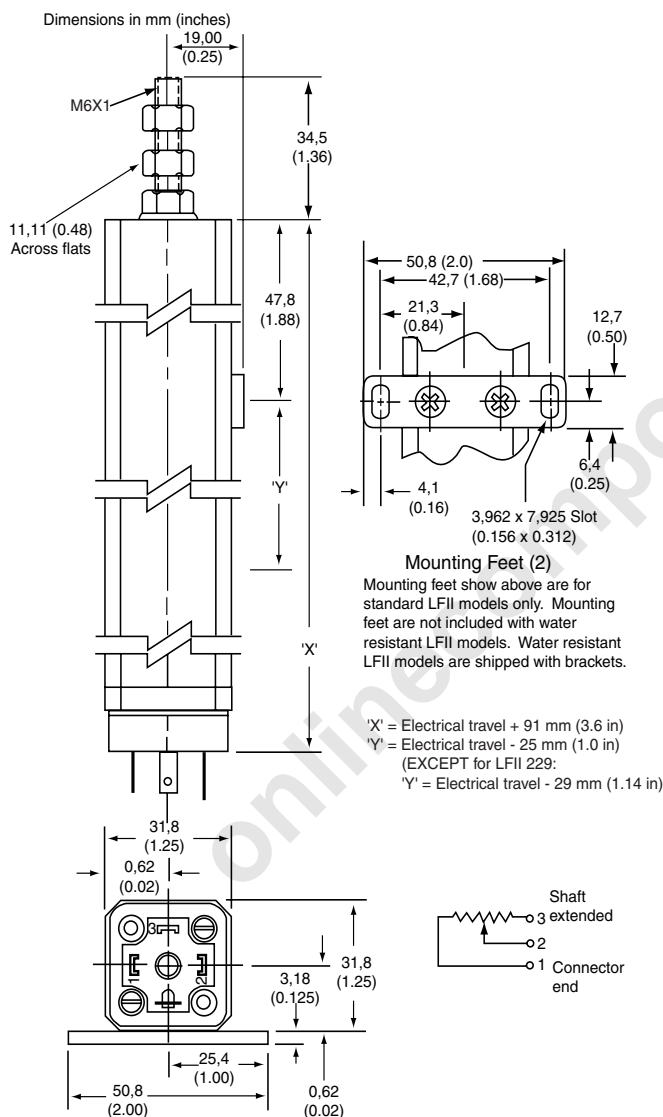 Dimensions in mm (inches)
19,00
(0.25)
M6X1
34,5
(1.36)
11,11 (0.48)
Across flats
47,8
(1.88)
'Y'
'X'
50,8 (2.0)
42,7 (1.68)
21,3
(0.84)
12,7
(0.50)
6,4
(0.25)
4,1
(0.16)
3,962 x 7,925 Slot
(0.156 x 0.312)
Mounting Feet (2)
Mounting feet show above are for
standard LFII models only. Mounting
feet are not included with water
resistant LFII models. Water resistant
LFII models are shipped with brackets.
'X' = Electrical travel + 91 mm (3.6 in)
'Y' = Electrical travel - 25 mm (1.0 in)
(EXCEPT for LFII 229:
'Y' = Electrical travel - 29 mm (1.14 in)
31,8
(1.25)
0,62
(0.02)
3
1
2
31,8
(1.25)
3,18
(0.125)
25,4
(1.00)
50,8
(2.00)
0,62
(0.02)
Shaft
3 extended
2
1 Connector
end
onlinecompo